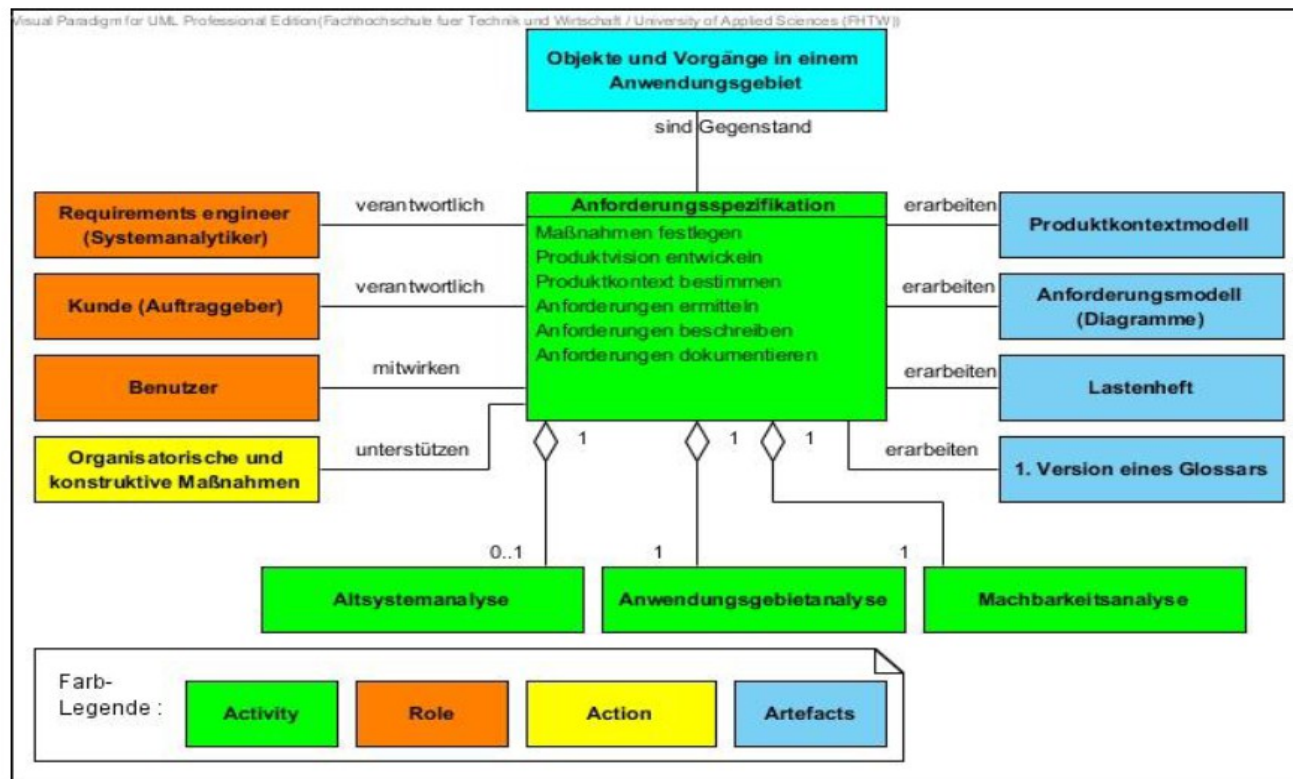 Visual Paradigm for UML Professional Edition(Fachhochschule fuer Technik und Wirtschaft / University of Applied Sciences (FHTW))
Objekte und Vorgänge in einem
Anwendungsgebiet
sind Gegenstand
Requirements engineer
(Systemanalytiker)
verantwortlich
Kunde (Auftraggeber)
verantwortlich
Benutzer
mitwirken
Organisatorische und
konstruktive Maßnahmen
unterstützen
Anforderungsspezifikation
Maßnahmen festlegen
Produktvision entwickeln
Produktkontext bestimmen
Anforderungen ermitteln
Anforderungen beschreiben
Anforderungen dokumentieren
erarbeiten
Produktkontextmodell
erarbeiten
Anforderungsmodell
(Diagramme)
erarbeiten
Lastenheft
erarbeiten
1. Version eines Glossars
1
1
1
0..1
1
1
Altsystemanalyse
Anwendungsgebietanalyse
Machbarkeitsanalyse
Farb-
Legende :
Activity
Role
Action
Artefacts